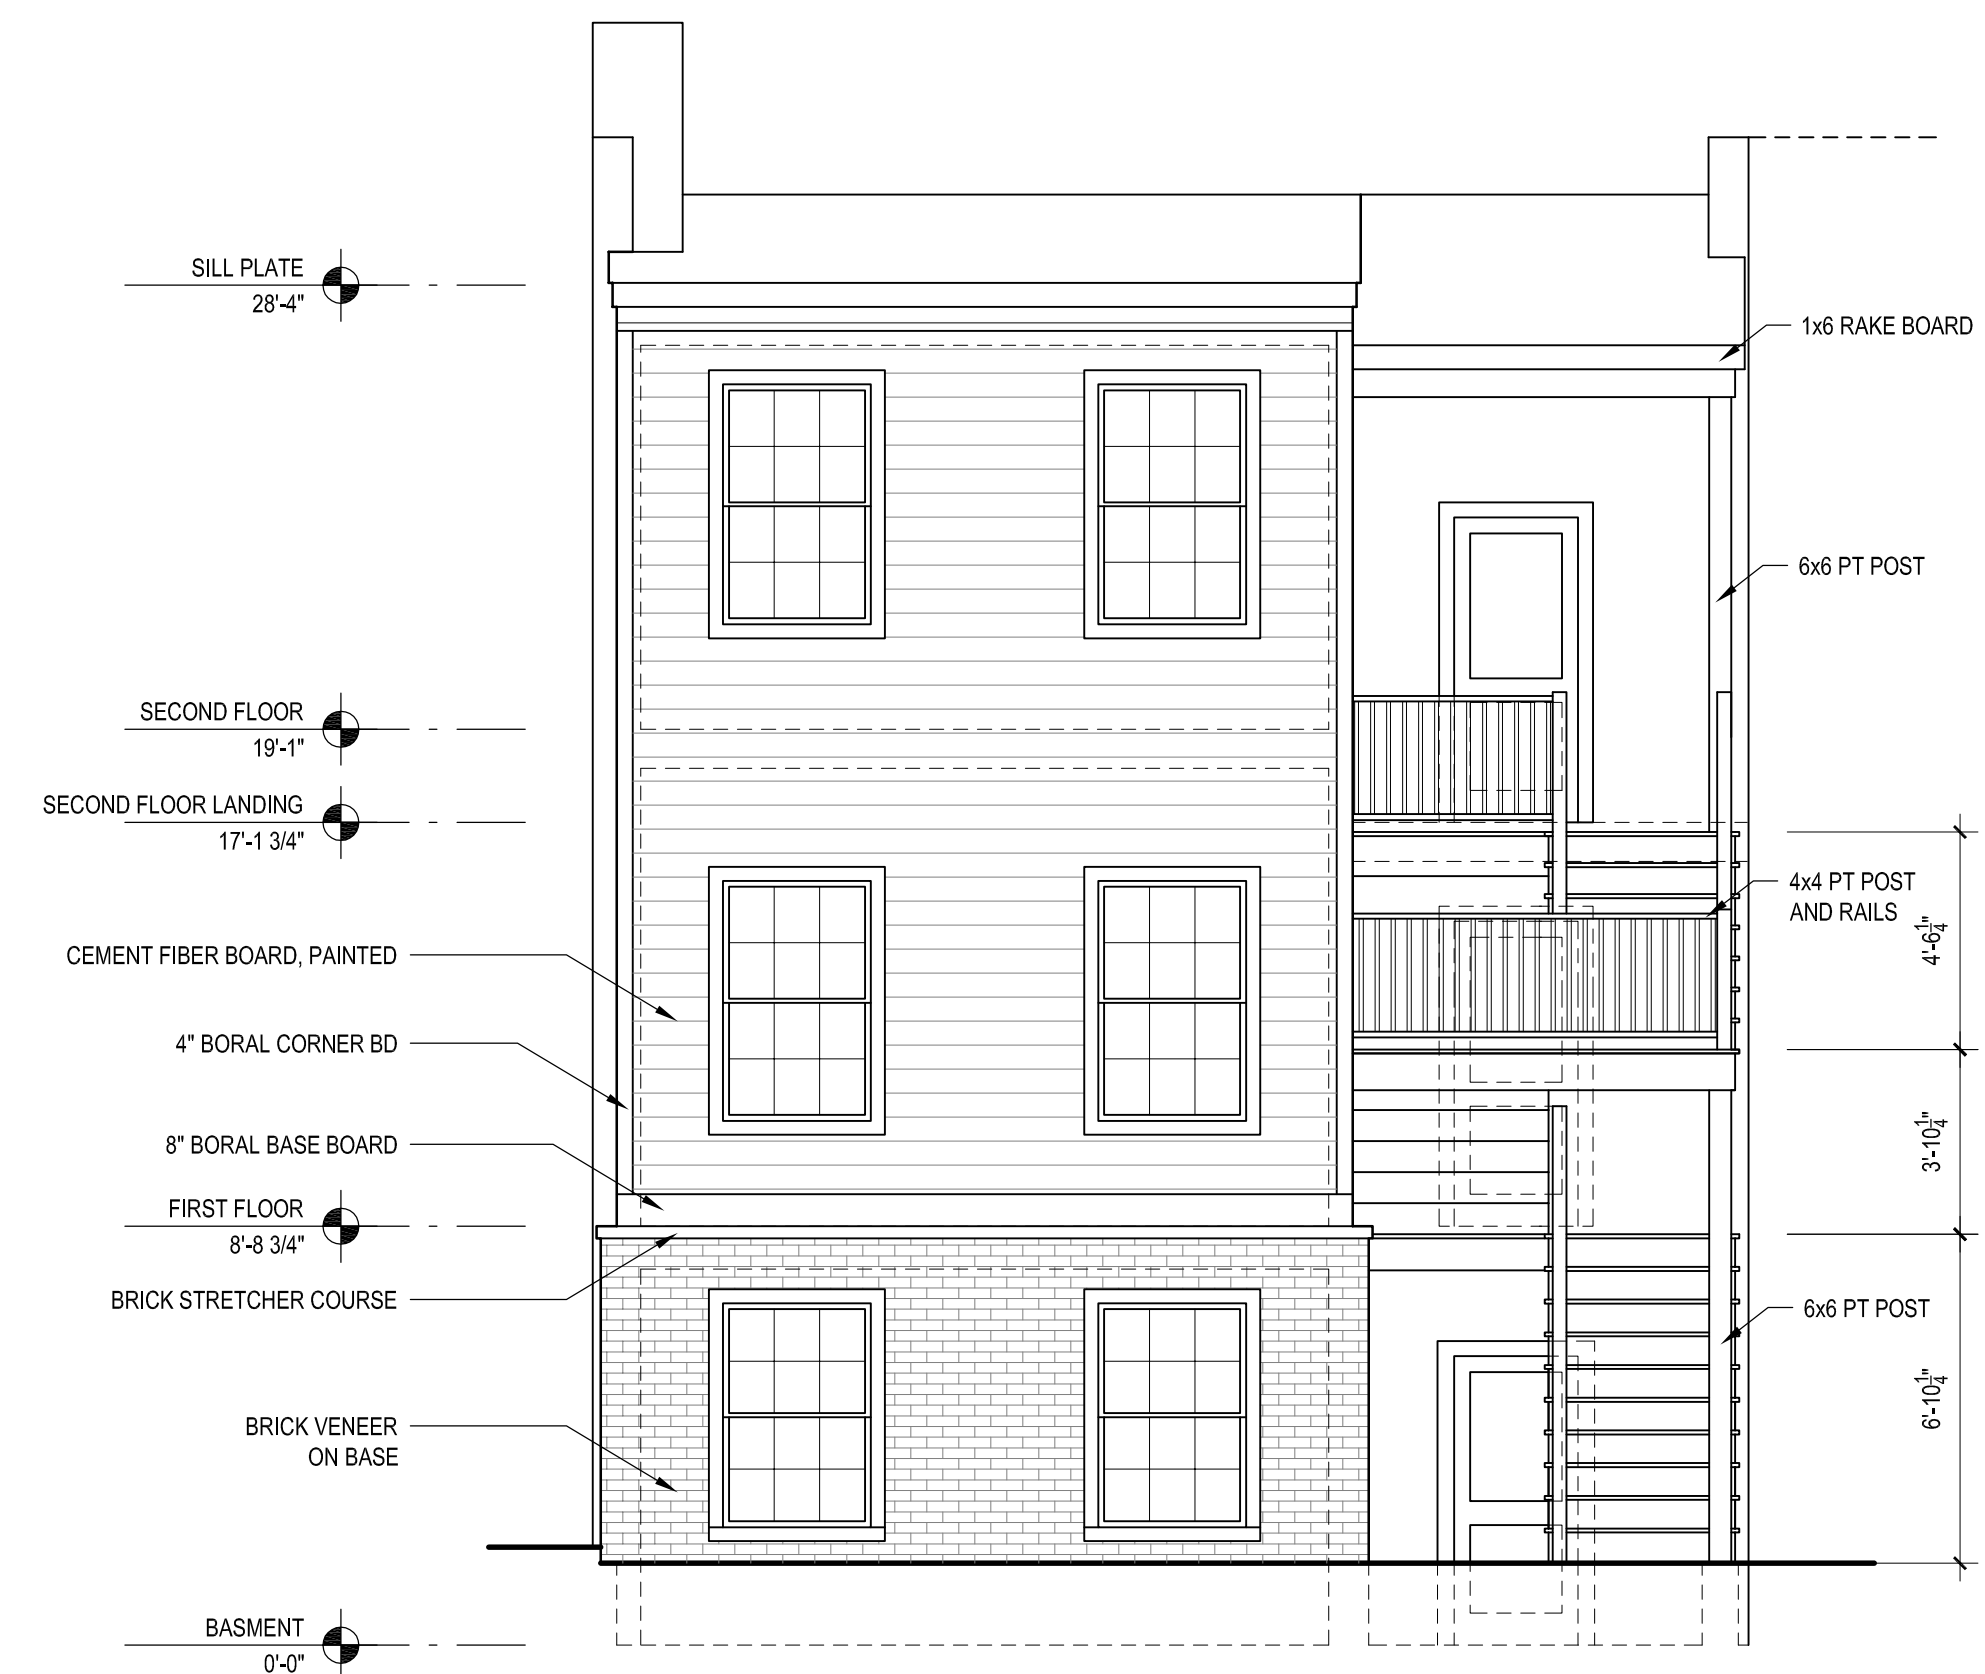 SILL PLATE
28'-4"
1x6 RAKE BOARD
6x6 PT POST
SECOND FLOOR
19'-1"
SECOND FLOOR LANDING
17'-1 3/4"
4x4 PT POST
AND RAILS
4'-6 1/4"
CEMENT FIBER BOARD, PAINTED
4" BORAL CORNER BD
3'-10 1/4"
8" BORAL BASE BOARD
FIRST FLOOR
8'-8 3/4"
BRICK STRETCHER COURSE
6x6 PT POST
6'-10 1/4"
BRICK VENEER
ON BASE
BASMENT
0'-0"